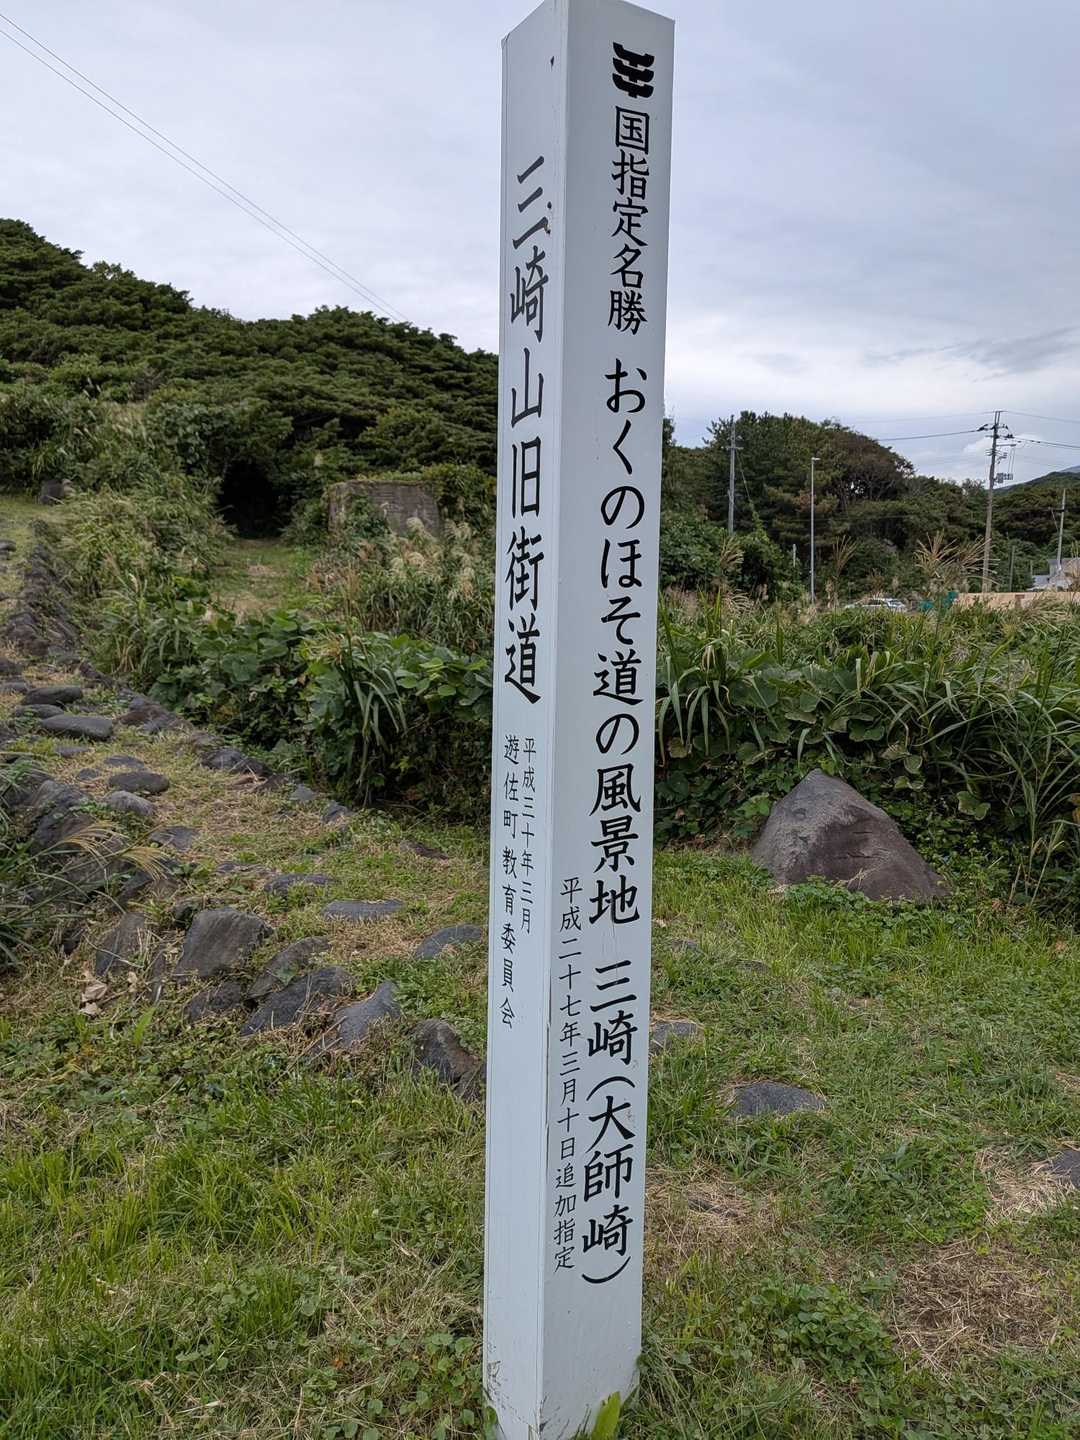 国指定名勝 おくのほそ道の風景地 三崎(大師崎)
平成二十七年三月十日追加指定
三崎山旧街道
平成三十年三月
遊佐町教育委員会